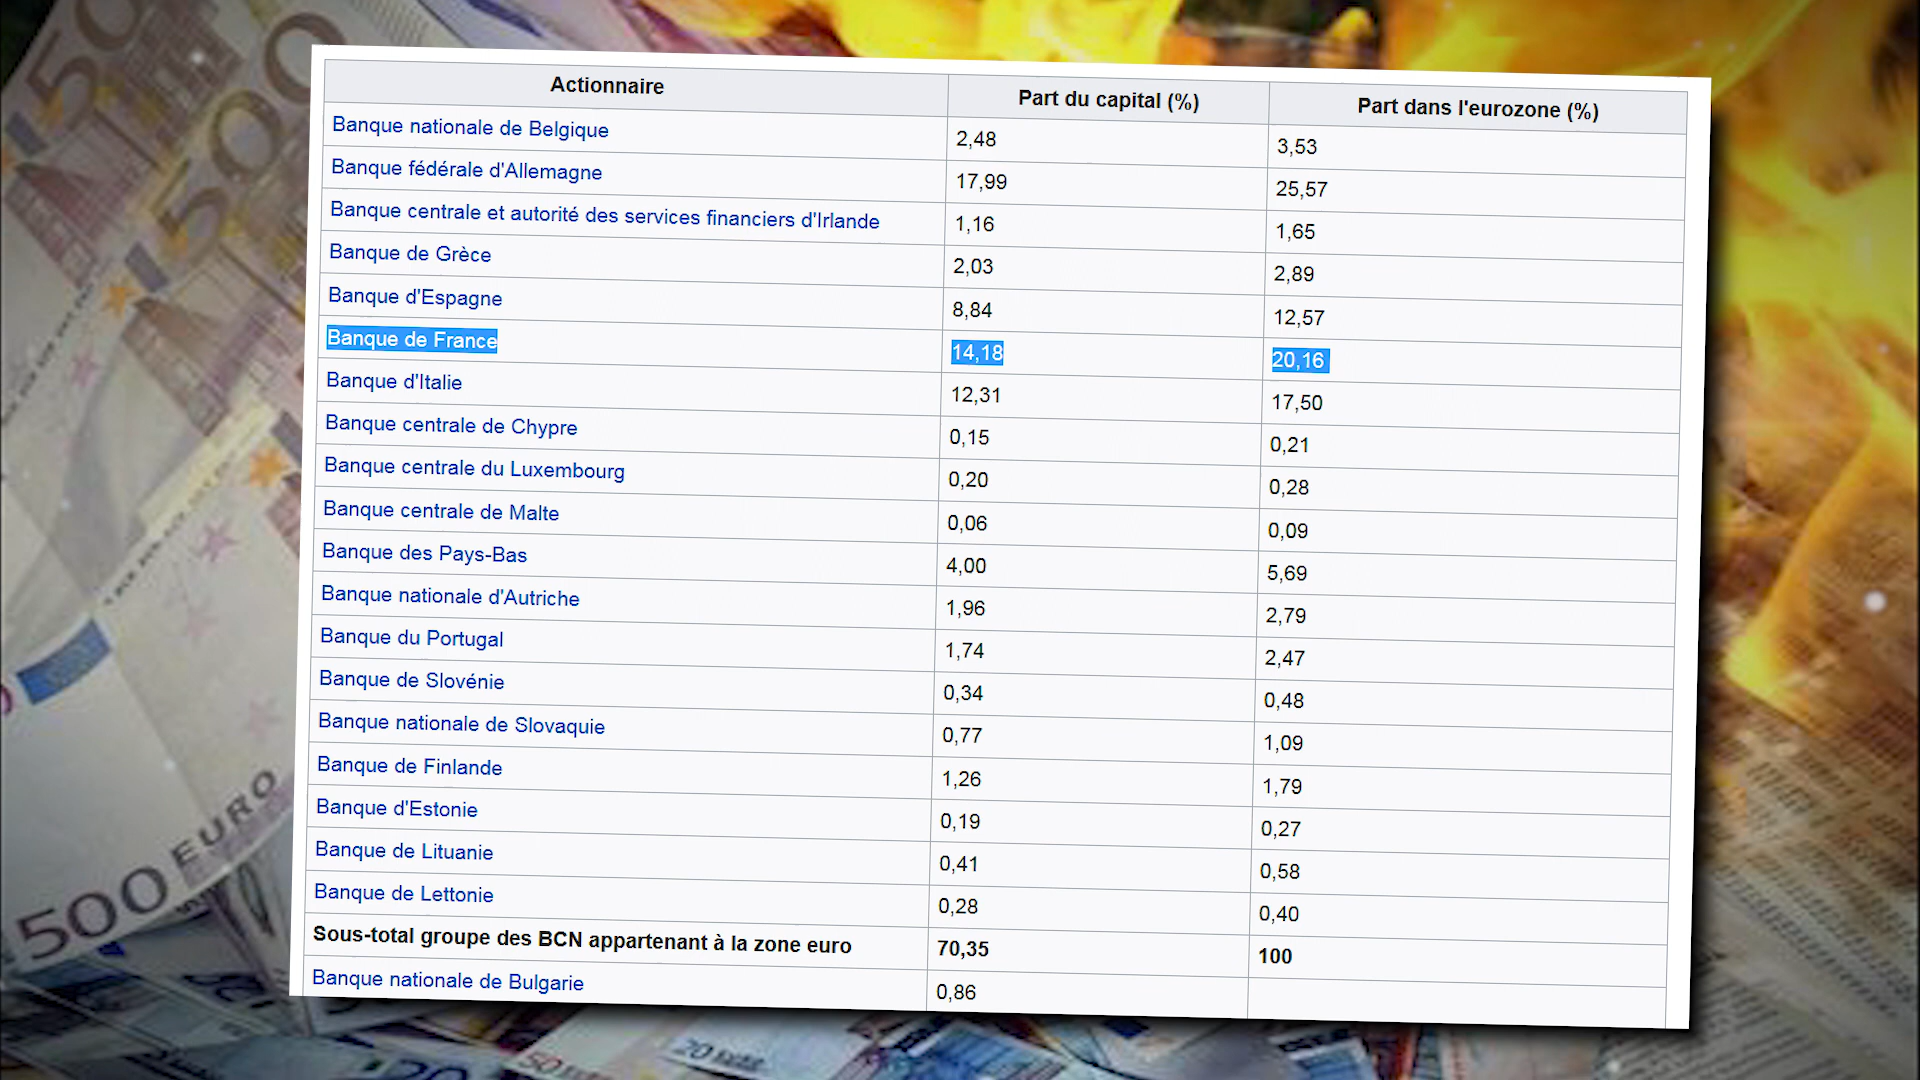 Actionnaire Part du capital (%) Part dans l'eurozone (%)
Banque nationale de Belgique 2,48 3,53
Banque fédérale d'Allemagne 17,99 25,57
Banque centrale et autorité des services financiers d'Irlande 1,16 1,65
Banque de Grèce 2,03 2,89
Banque d'Espagne 8,84 12,57
Banque de France 14,18 20,16
Banque d'Italie 12,31 17,50
Banque centrale de Chypre 0,15 0,21
Banque centrale du Luxembourg 0,20 0,28
Banque centrale de Malte 0,06 0,09
Banque des Pays-Bas 4,00 5,69
Banque nationale d'Autriche 1,96 2,79
Banque du Portugal 1,74 2,47
Banque de Slovénie 0,34 0,48
Banque nationale de Slovaquie 0,77 1,09
Banque de Finlande 1,26 1,79
Banque d'Estonie 0,19 0,27
Banque de Lituanie 0,41 0,58
Banque de Lettonie 0,28 0,40
Sous-total groupe des BCN appartenant à la zone euro 70,35 100
Banque nationale de Bulgarie 0,86
500
500
500 EURO
50
20 EURO
20